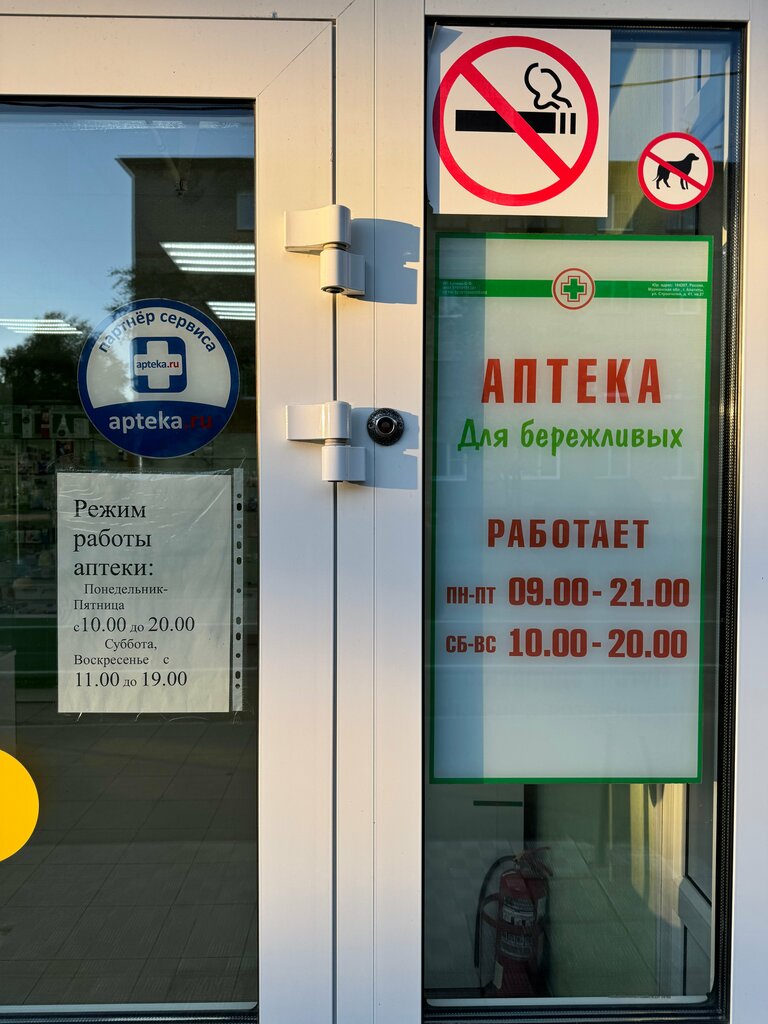 партнёр сервиса
apteka.ru
apteka.ru
Режим
работы
аптеки:
Понедельник-
Пятница
с 10.00 до 20.00
Суббота,
Воскресенье с
11.00 до 19.00
АПТЕКА
Для бережливых
РАБОТАЕТ
ПН-ПТ 09.00 - 21.00
СБ-ВС 10.00 - 20.00